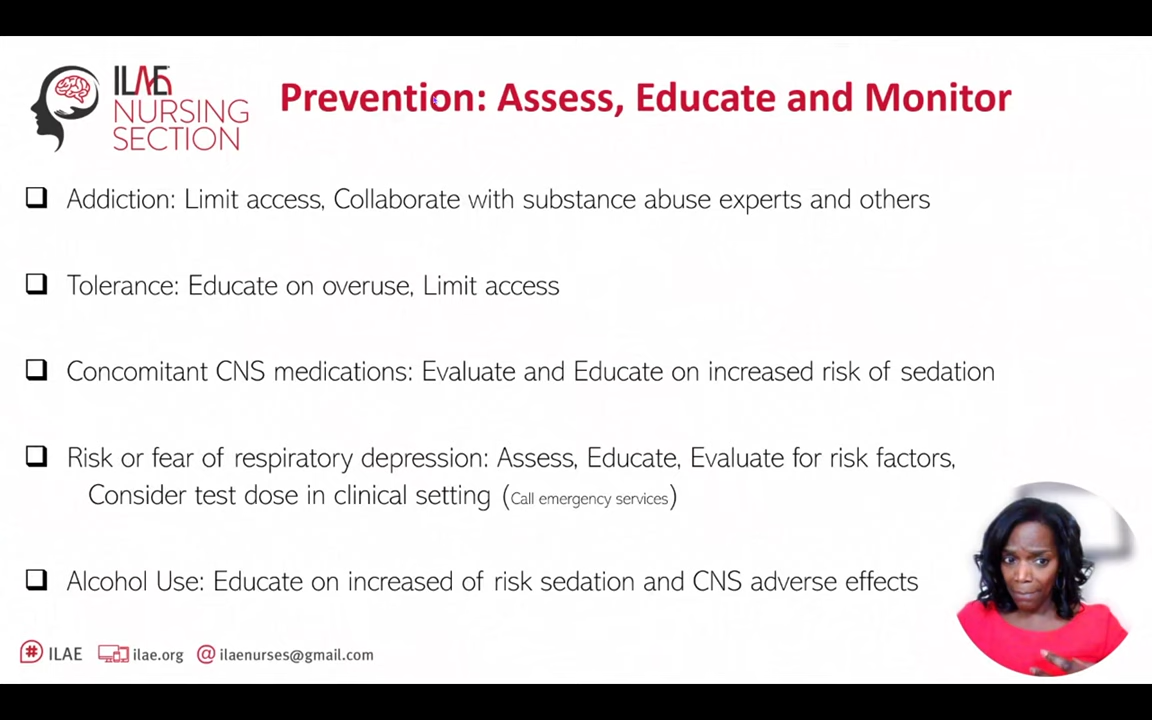 ILAE
NURSING
SECTION
Prevention: Assess, Educate and Monitor
Addiction: Limit access, Collaborate with substance abuse experts and others
Tolerance: Educate on overuse, Limit access
Concomitant CNS medications: Evaluate and Educate on increased risk of sedation
Risk or fear of respiratory depression: Assess, Educate, Evaluate for risk factors,
Consider test dose in clinical setting (Call emergency services)
Alcohol Use: Educate on increased of risk sedation and CNS adverse effects
# ILAE ilae.org @ ilaenurses@gmail.com